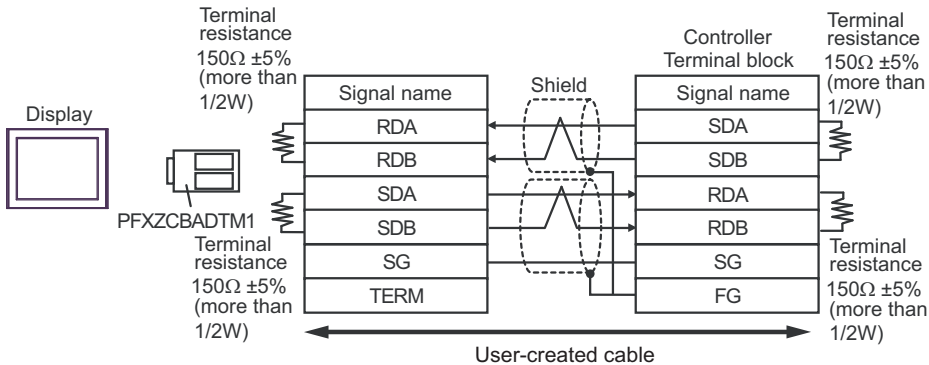 Terminal
resistance
150Ω ±5%
(more than
1/2W)
Display
PFXZCBADTM1
Terminal
resistance
150Ω ±5%
(more than
1/2W)
Signal name
RDA
RDB
SDA
SDB
SG
TERM
Shield
Controller
Terminal block
Signal name
SDA
SDB
RDA
RDB
SG
FG
Terminal
resistance
150Ω ±5%
(more than
1/2W)
Terminal
resistance
150Ω ±5%
(more than
1/2W)
User-created cable